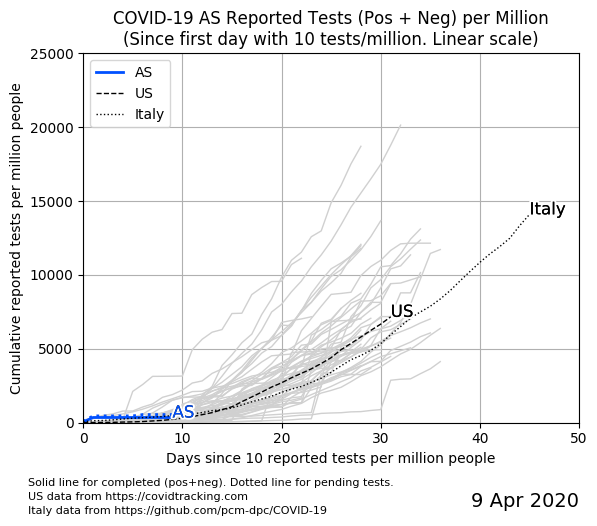 COVID-19 AS Reported Tests (Pos + Neg) per Million
(Since first day with 10 tests/million. Linear scale)
Cumulative reported tests per million people
25000
20000
15000
10000
5000
0
AS
US
Italy
Italy
US
AS
0 10 20 30 40 50
Days since 10 reported tests per million people
Solid line for completed (pos+neg). Dotted line for pending tests.
US data from https://covidtracking.com
Italy data from https://github.com/pcm-dpc/COVID-19
9 Apr 2020